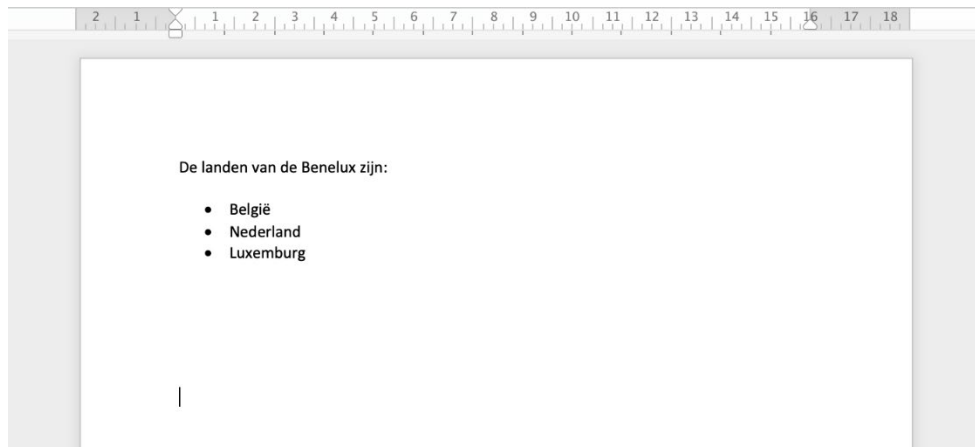 2 1 1 2 3 4 5 6 7 8 9 10 11 12 13 14 15 16 17 18
De landen van de Benelux zijn:
• België
• Nederland
• Luxemburg